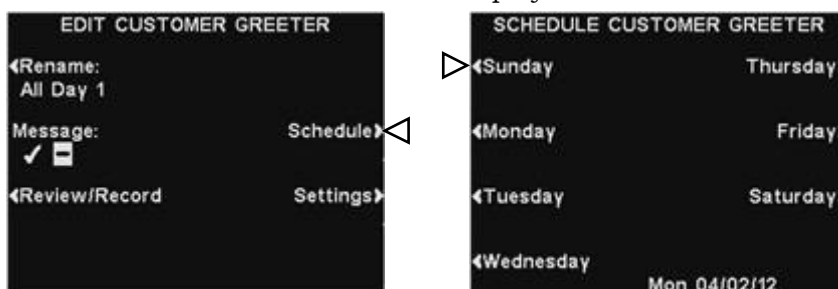 EDIT CUSTOMER GREETER
Rename:
All Day 1
Message:
Schedule
Review/Record
Settings
SCHEDULE CUSTOMER GREETER
Sunday
Thursday
Monday
Friday
Tuesday
Saturday
Wednesday
Mon 04/02/12